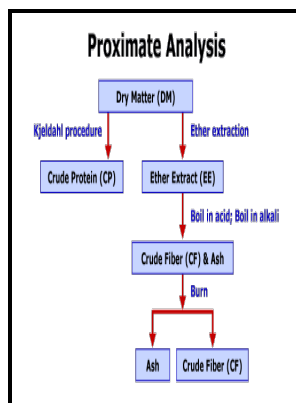 Proximate Analysis
Dry Matter (DM)
Kjeldahl procedure
Ether extraction
Crude Protein (CP)
Ether Extract (EE)
Boil in acid; Boil in alkali
Crude Fiber (CF) & Ash
Burn
Ash
Crude Fiber (CF)